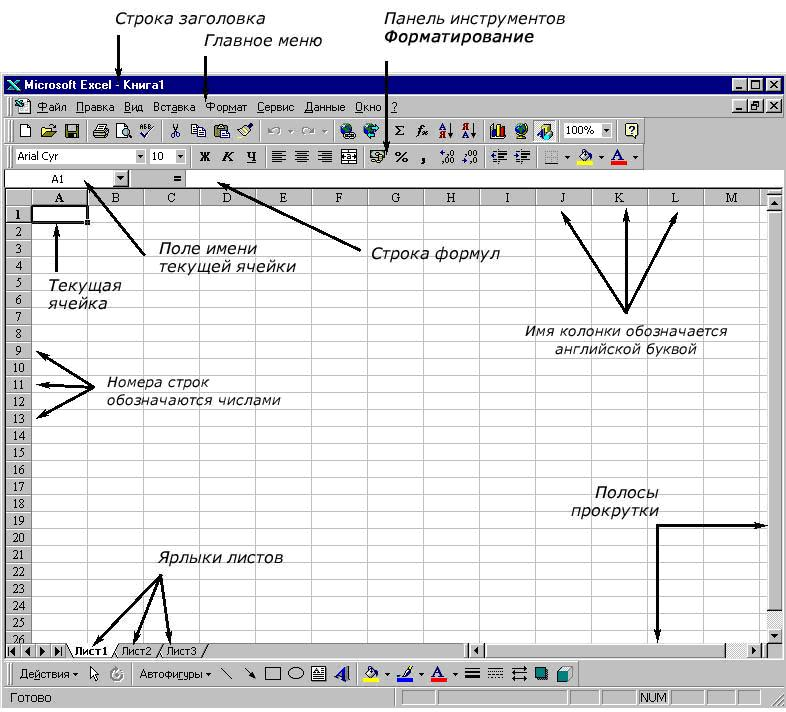 Строка заголовка
Главное меню
Панель инструментов
Форматирование
Microsoft Excel - Книга1
Файл Правка Вид Вставка Формат Сервис Данные Окно ?
100%
Arial Cyr 10 Ж К Ч % ,
A1 =
A B C D E F G H I J K L M
1
2
3
4
5
6
7
8
9
10
11
12
13
14
15
16
17
18
19
20
21
22
23
24
25
26
Текущая
ячейка
Поле имени
текущей ячейки
Строка формул
Имя колонки обозначается
английской буквой
Номера строк
обозначаются числами
Полосы
прокрутки
Ярлыки листов
Лист1 Лист2 Лист3
Действия Автофигуры
Готово NUM